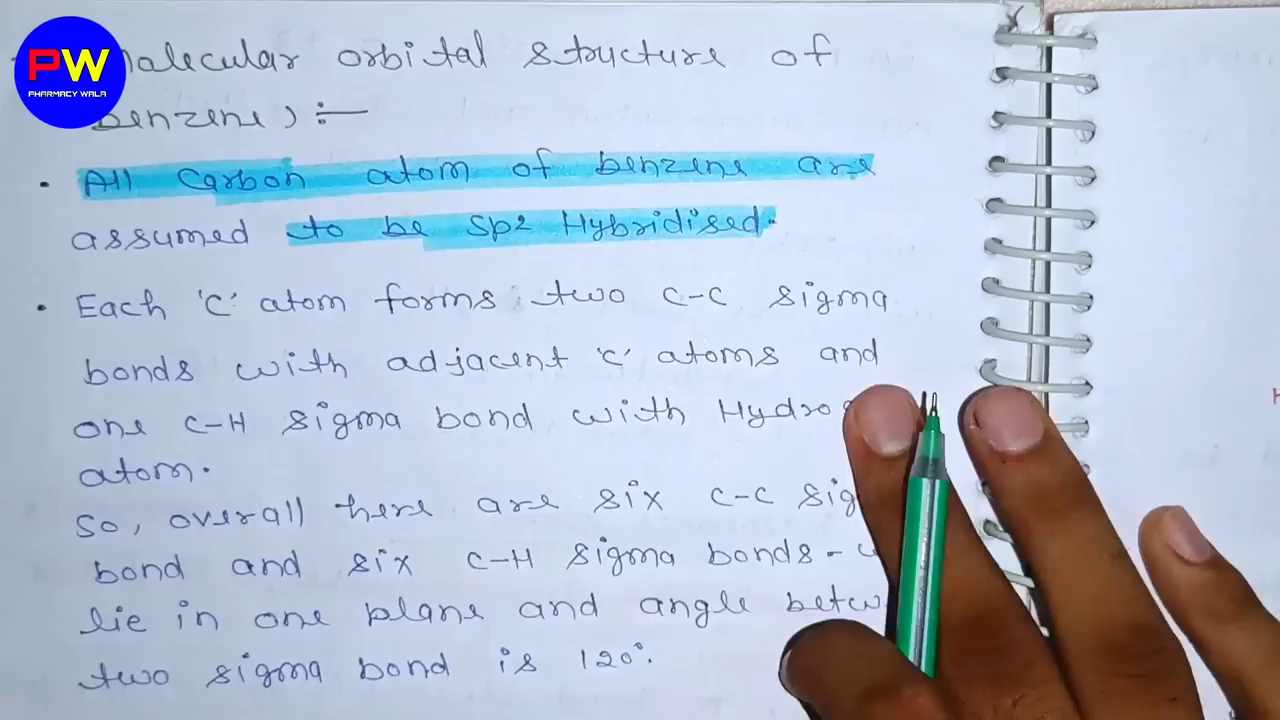 PW
PHARMACY WALA
orbital structure of
benzene) :-
• All Carbon atom of benzene are
assumed to be Sp2 Hybridised.
• Each 'C' atom forms two C-C sigma
bonds with adjacent 'C' atoms and
one C-H sigma bond with
atom.
So, overall here are six C-C
bond and six C-H sigma bonds-
lie in one plane and angle
two sigma bond is 120°.